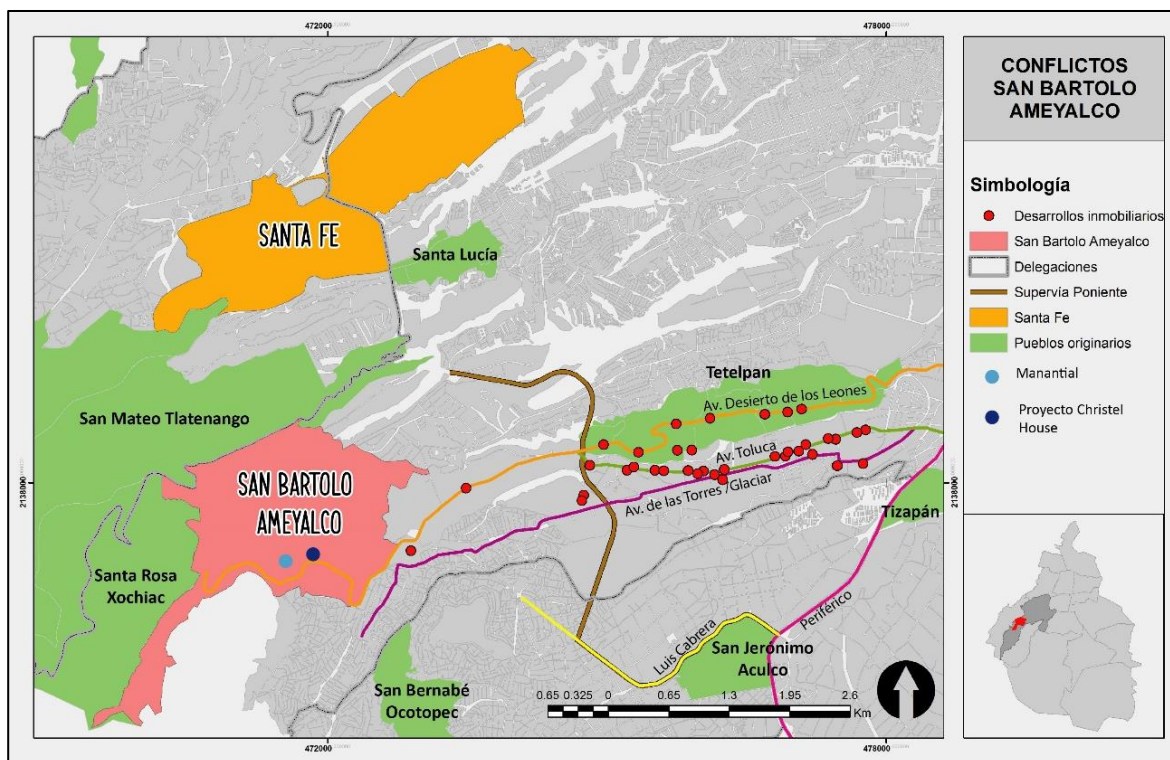 472000
478000
CONFLICTOS
SAN BARTOLO
AMEYALCO
Simbología
Desarrollos inmobiliarios
San Bartolo Ameyalco
Delegaciones
Supervía Poniente
Santa Fe
Pueblos originarios
Manantial
Proyecto Christel
House
SANTA FE
Santa Lucía
Tetelpan
Av. Desierto de los Leones
San Mateo Tlatenango
Av. Toluca
SAN BARTOLO
AMEYALCO
Av. de las Torres /Glaciar
2138000
2138000
Tizapán
Santa Rosa
Xochiac
Periférico
Luis Cabrera
San Jerónimo
Aculco
San Bernabé
Ocotopec
0.65 0.325 0 0.65 1.3 1.95 2.6
Km
472000
478000